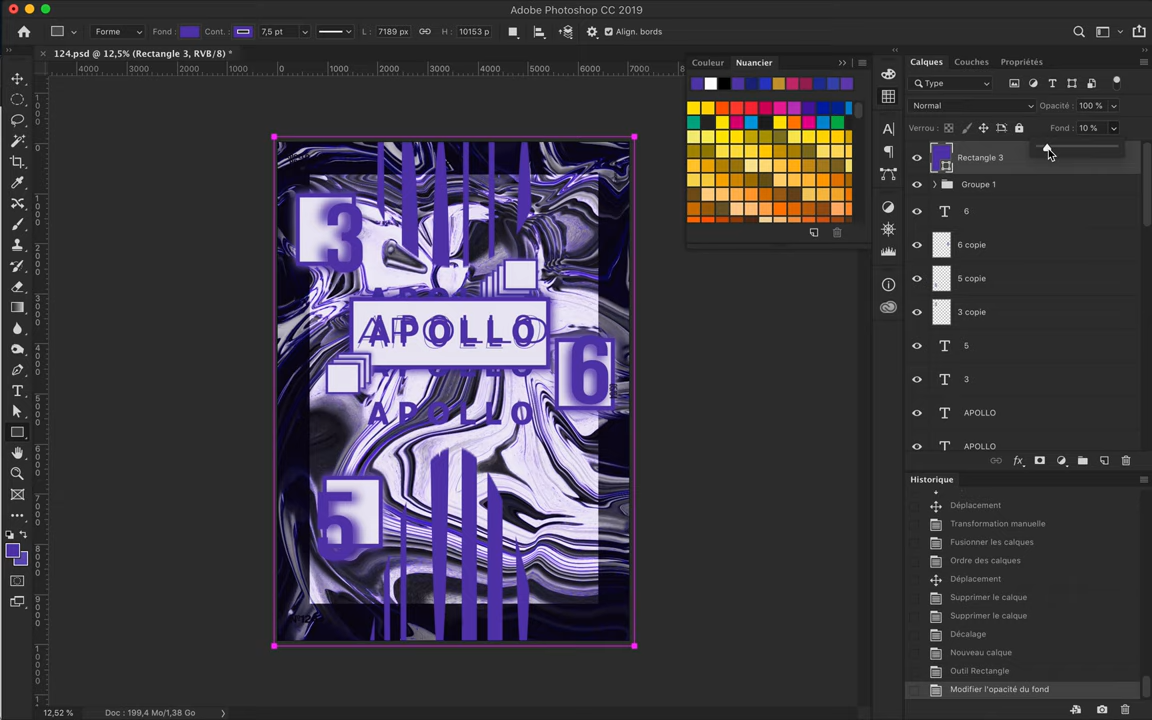 Adobe Photoshop CC 2019
Forme Fond : Cont. : 7,5 pt L : 7189 pix H : 10153 p Align. bords
124.psd @ 12,5% (Rectangle 3, RVB/8) *
4000 3000 2000 1000 0 1000 2000 3000 4000 5000 6000 7000
Couleur Nuancier
Calques Couches Propriétés
Type
Normal Opacité : 100 %
Verrou : Fond : 10 %
Rectangle 3
Groupe 1
T 6
6 copie
5 copie
3 copie
T 5
T 3
T APOLLO
T APOLLO
fx
3
APOLLO
APOLLO
6
APOLLO
APOLLO
5
Historique
Déplacement
Transformation manuelle
Fusionner les calques
Ordre des calques
Déplacement
Supprimer le calque
Supprimer le calque
Décalage
Nouveau calque
Outil Rectangle
Modifier l'opacité du fond
12,52 % Doc : 199,4 Mo/1,38 Go